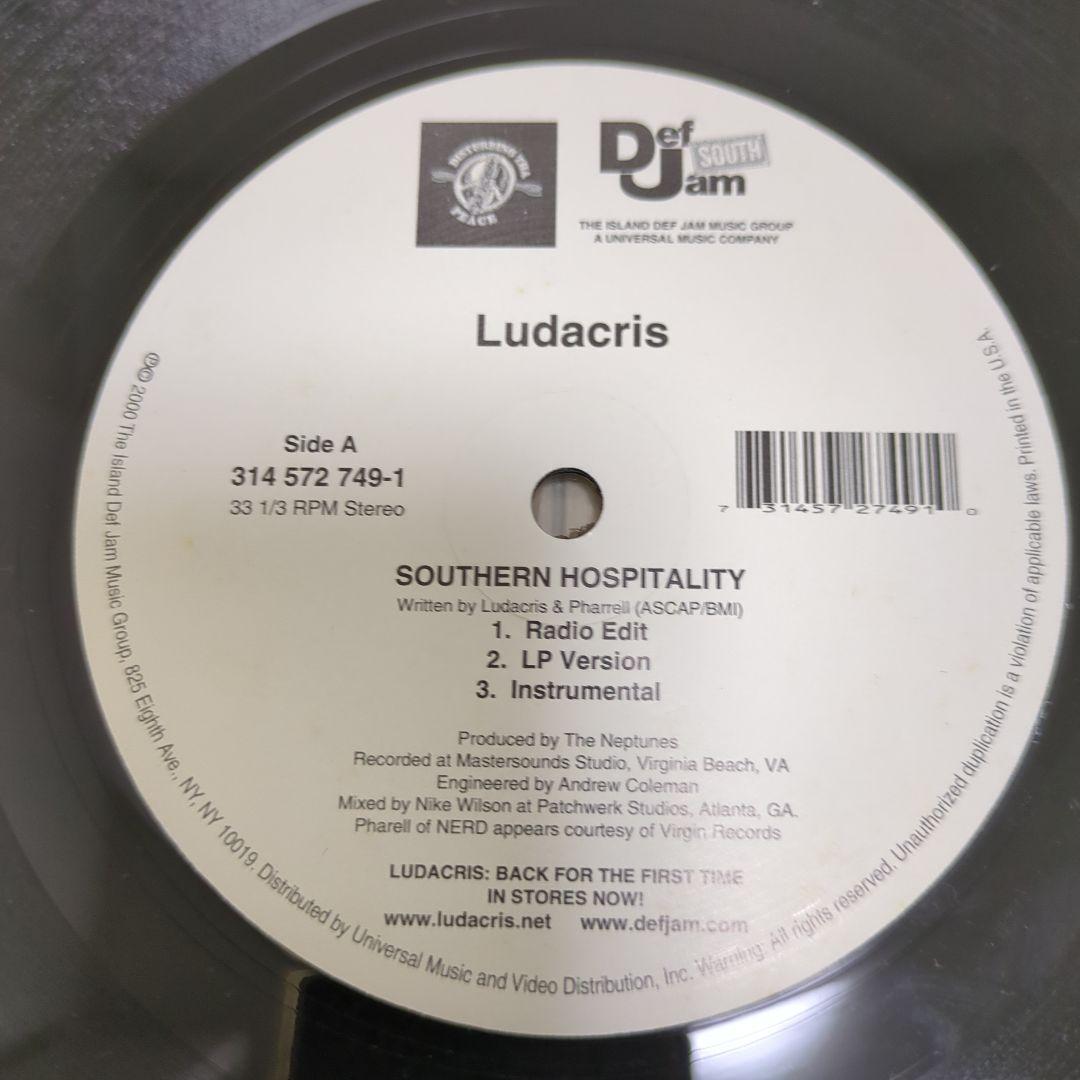 DISTURBING THA
PEACE
Def
Jam
SOUTH
THE ISLAND DEF JAM MUSIC GROUP
A UNIVERSAL MUSIC COMPANY
Ludacris
Side A
314 572 749-1
33 1/3 RPM Stereo
7 31457 27491 0
SOUTHERN HOSPITALITY
Written by Ludacris & Pharrell (ASCAP/BMI)
1. Radio Edit
2. LP Version
3. Instrumental
Produced by The Neptunes
Recorded at Mastersounds Studio, Virginia Beach, VA
Engineered by Andrew Coleman
Mixed by Nike Wilson at Patchwerk Studios, Atlanta, GA.
Pharell of NERD appears courtesy of Virgin Records
LUDACRIS: BACK FOR THE FIRST TIME
IN STORES NOW!
www.ludacris.net www.defjam.com
℗© 2000 The Island Def Jam Music Group, 825 Eighth Ave., NY, NY 10019. Distributed by Universal Music and Video Distribution, Inc. Warning: All rights reserved. Unauthorized duplication is a violation of applicable laws. Printed in the U.S.A.